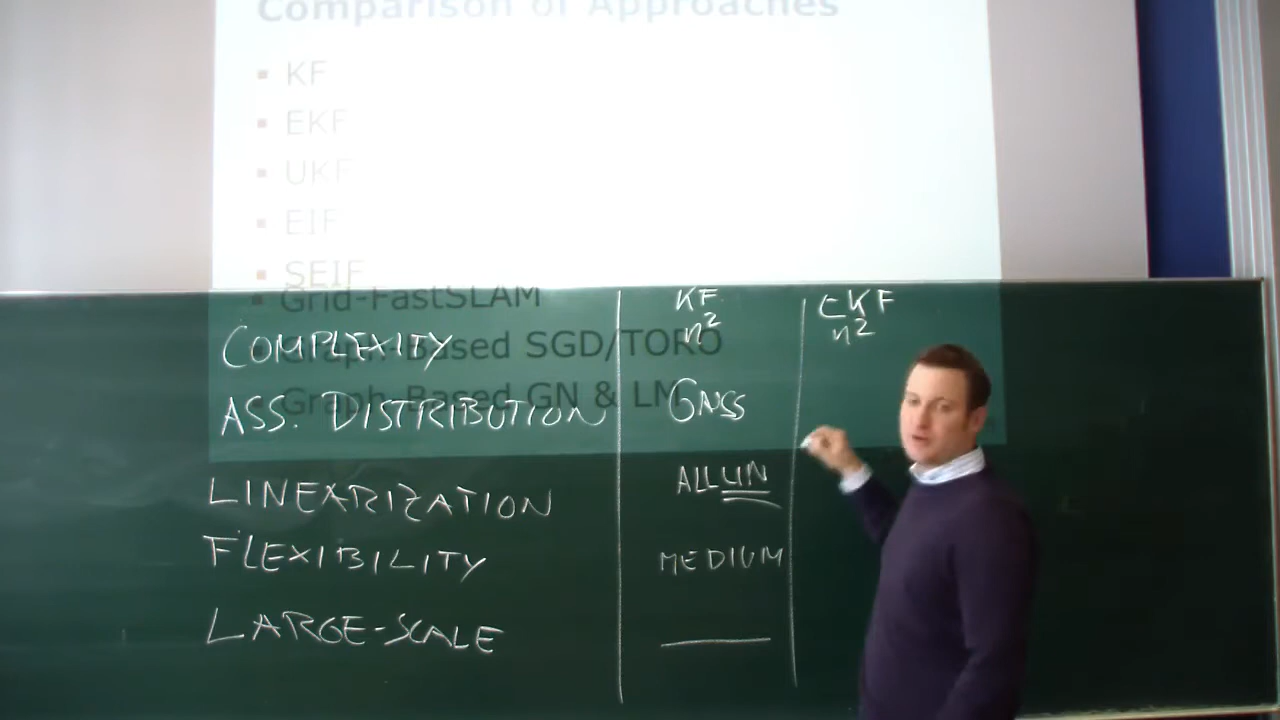 Comparison of Approaches
▪ KF
▪ EKF
▪ UKF
▪ EIF
▪ SEIF
▪ Grid-FastSLAM
▪ Graph-Based SGD/TORO
▪ Graph-Based GN & LM
KF EKF
COMPLEXITY n² n²
ASS. DISTRIBUTION GNSS
LINEARIZATION ALL LIN
FLEXIBILITY MEDIUM
LARGE-SCALE —